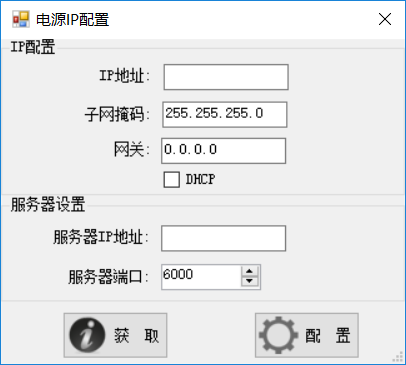 电源IP配置
IP配置
IP地址:
子网掩码: 255.255.255.0
网关: 0.0.0.0
DHCP
服务器设置
服务器IP地址:
服务器端口: 6000
获 取 配 置